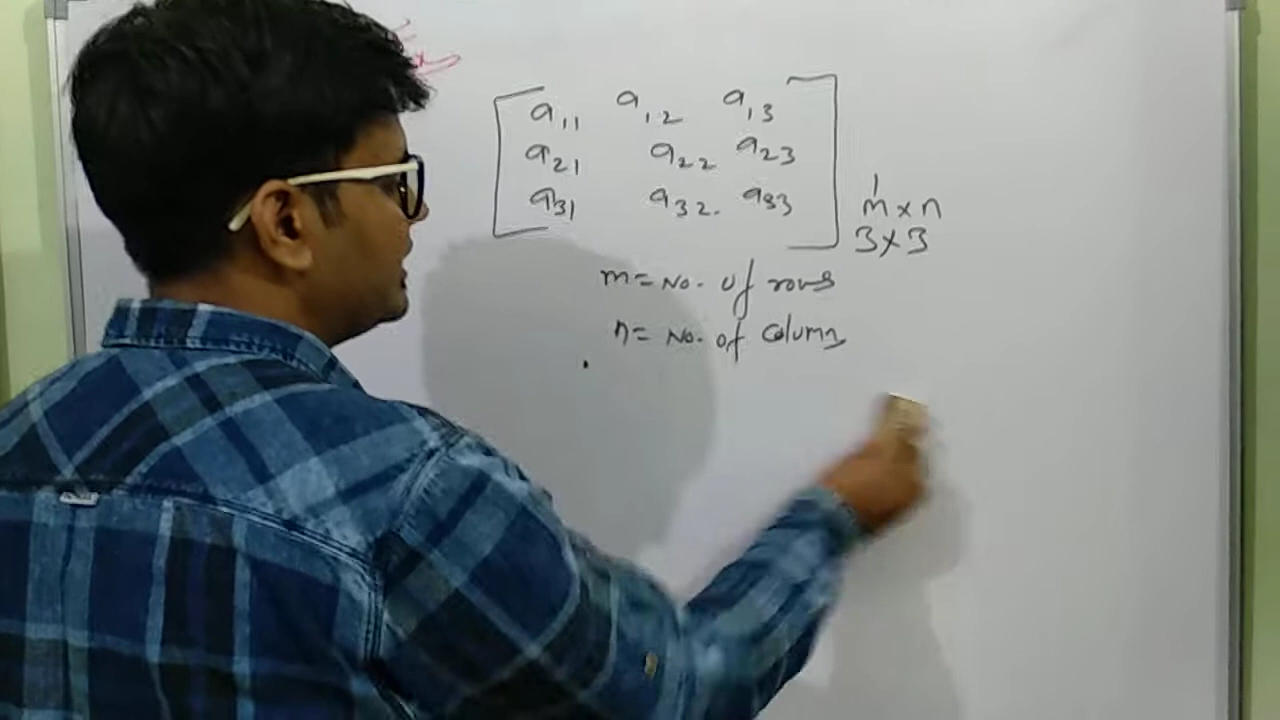 a11 a12 a13
a21 a22 a23
a31 a32. a33
m x n
3 x 3
m = No. of rows
n = No. of column